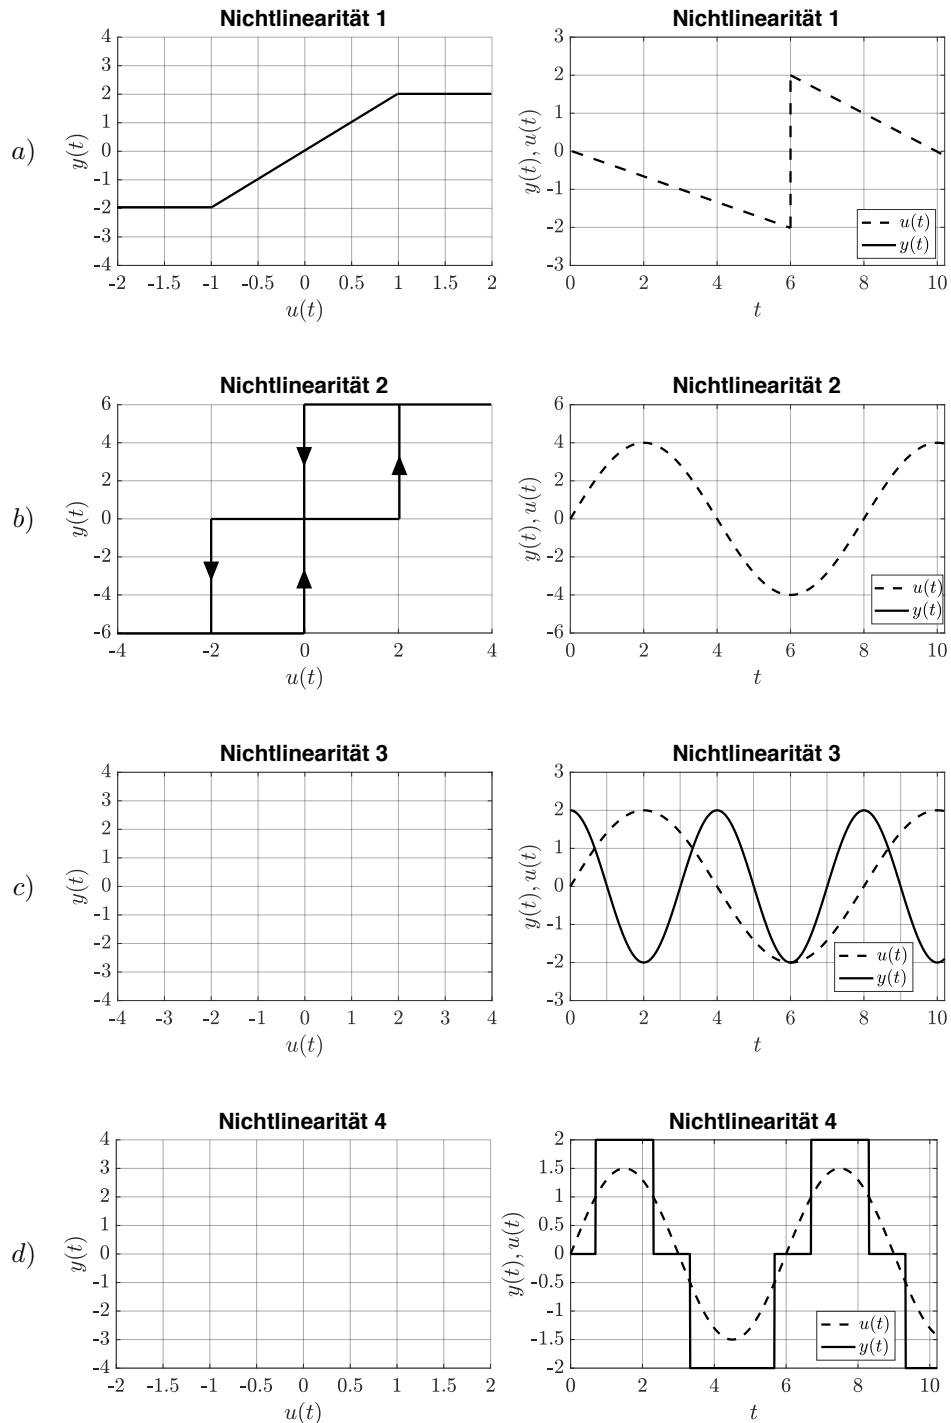 a)
Nichtlinearität 1
y(t)
4
3
2
1
0
-1
-2
-3
-4
-2 -1.5 -1 -0.5 0 0.5 1 1.5 2
u(t)
Nichtlinearität 1
y(t), u(t)
3
2
1
0
-1
-2
-3
0 2 4 6 8 10
t
u(t)
y(t)
b)
Nichtlinearität 2
y(t)
6
4
2
0
-2
-4
-6
-4 -2 0 2 4
u(t)
Nichtlinearität 2
y(t), u(t)
6
4
2
0
-2
-4
-6
0 2 4 6 8 10
t
u(t)
y(t)
c)
Nichtlinearität 3
y(t)
4
3
2
1
0
-1
-2
-3
-4
-4 -3 -2 -1 0 1 2 3 4
u(t)
Nichtlinearität 3
y(t), u(t)
3
2
1
0
-1
-2
-3
0 2 4 6 8 10
t
u(t)
y(t)
d)
Nichtlinearität 4
y(t)
4
3
2
1
0
-1
-2
-3
-4
-2 -1.5 -1 -0.5 0 0.5 1 1.5 2
u(t)
Nichtlinearität 4
y(t), u(t)
2
1.5
1
0.5
0
-0.5
-1
-1.5
-2
0 2 4 6 8 10
t
u(t)
y(t)